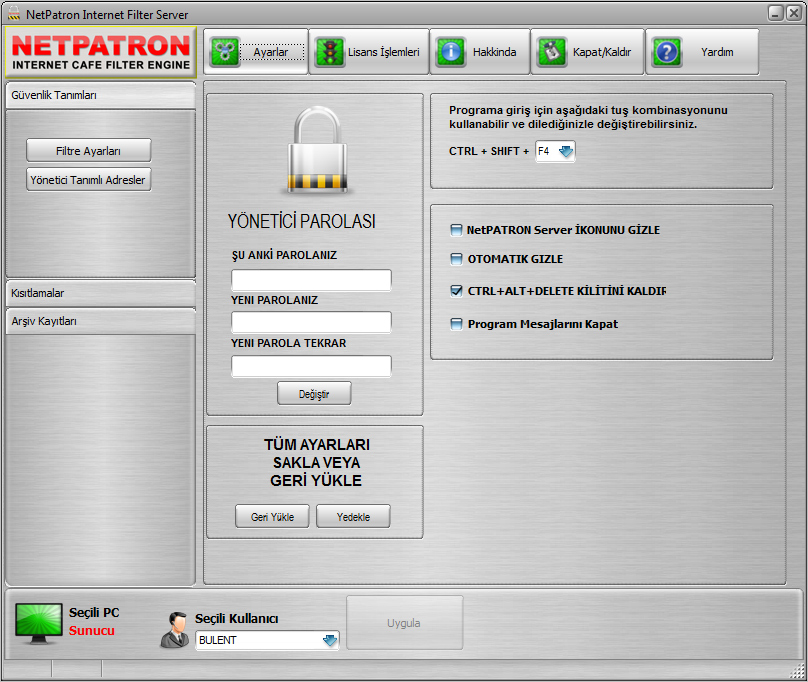 NetPatron Internet Filter Server
NETPATRON
INTERNET CAFE FILTER ENGINE
Ayarlar
Lisans İşlemleri
Hakkinda
Kapat/Kaldır
Yardım
Güvenlik Tanımları
Filtre Ayarları
Yönetici Tanımlı Adresler
Kısıtlamalar
Arşiv Kayıtları
YÖNETİCİ PAROLASI
ŞU ANKİ PAROLANIZ
YENI PAROLANIZ
YENI PAROLA TEKRAR
Değiştir
TÜM AYARLARI
SAKLA VEYA
GERİ YÜKLE
Geri Yükle
Yedekle
Programa giriş için aşağıdaki tuş kombinasyonunu
kullanabilir ve dilediğinizle değiştirebilirsiniz.
CTRL + SHIFT +
F4
NetPATRON Server İKONUNU GİZLE
OTOMATIK GIZLE
CTRL+ALT+DELETE KİLİTİNİ KALDIR
Program Mesajlarını Kapat
Seçili PC
Sunucu
Seçili Kullanıcı
BULENT
Uygula